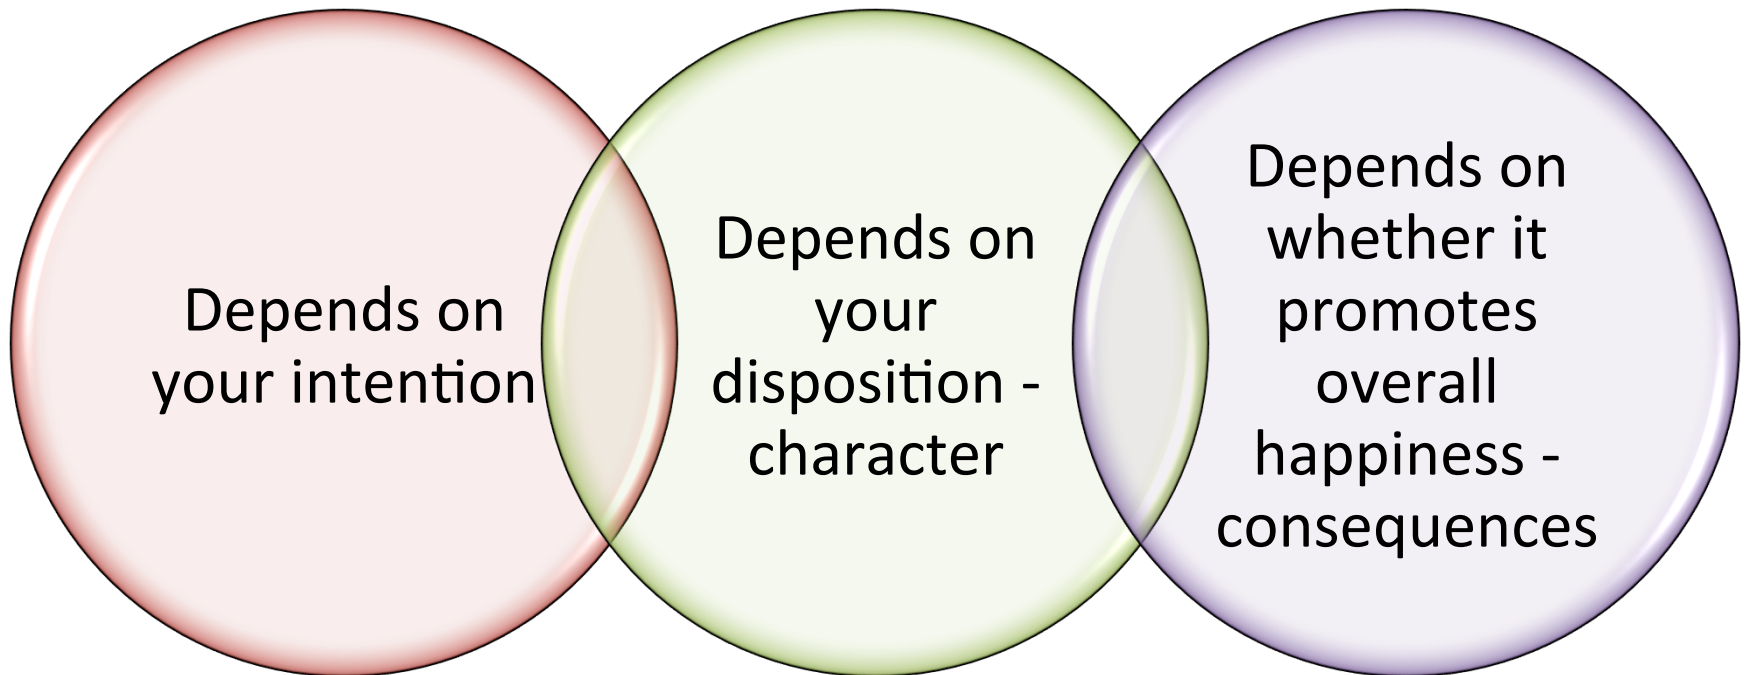 Depends on
your intention
Depends on
your
disposition -
character
Depends on
whether it
promotes
overall
happiness -
consequences